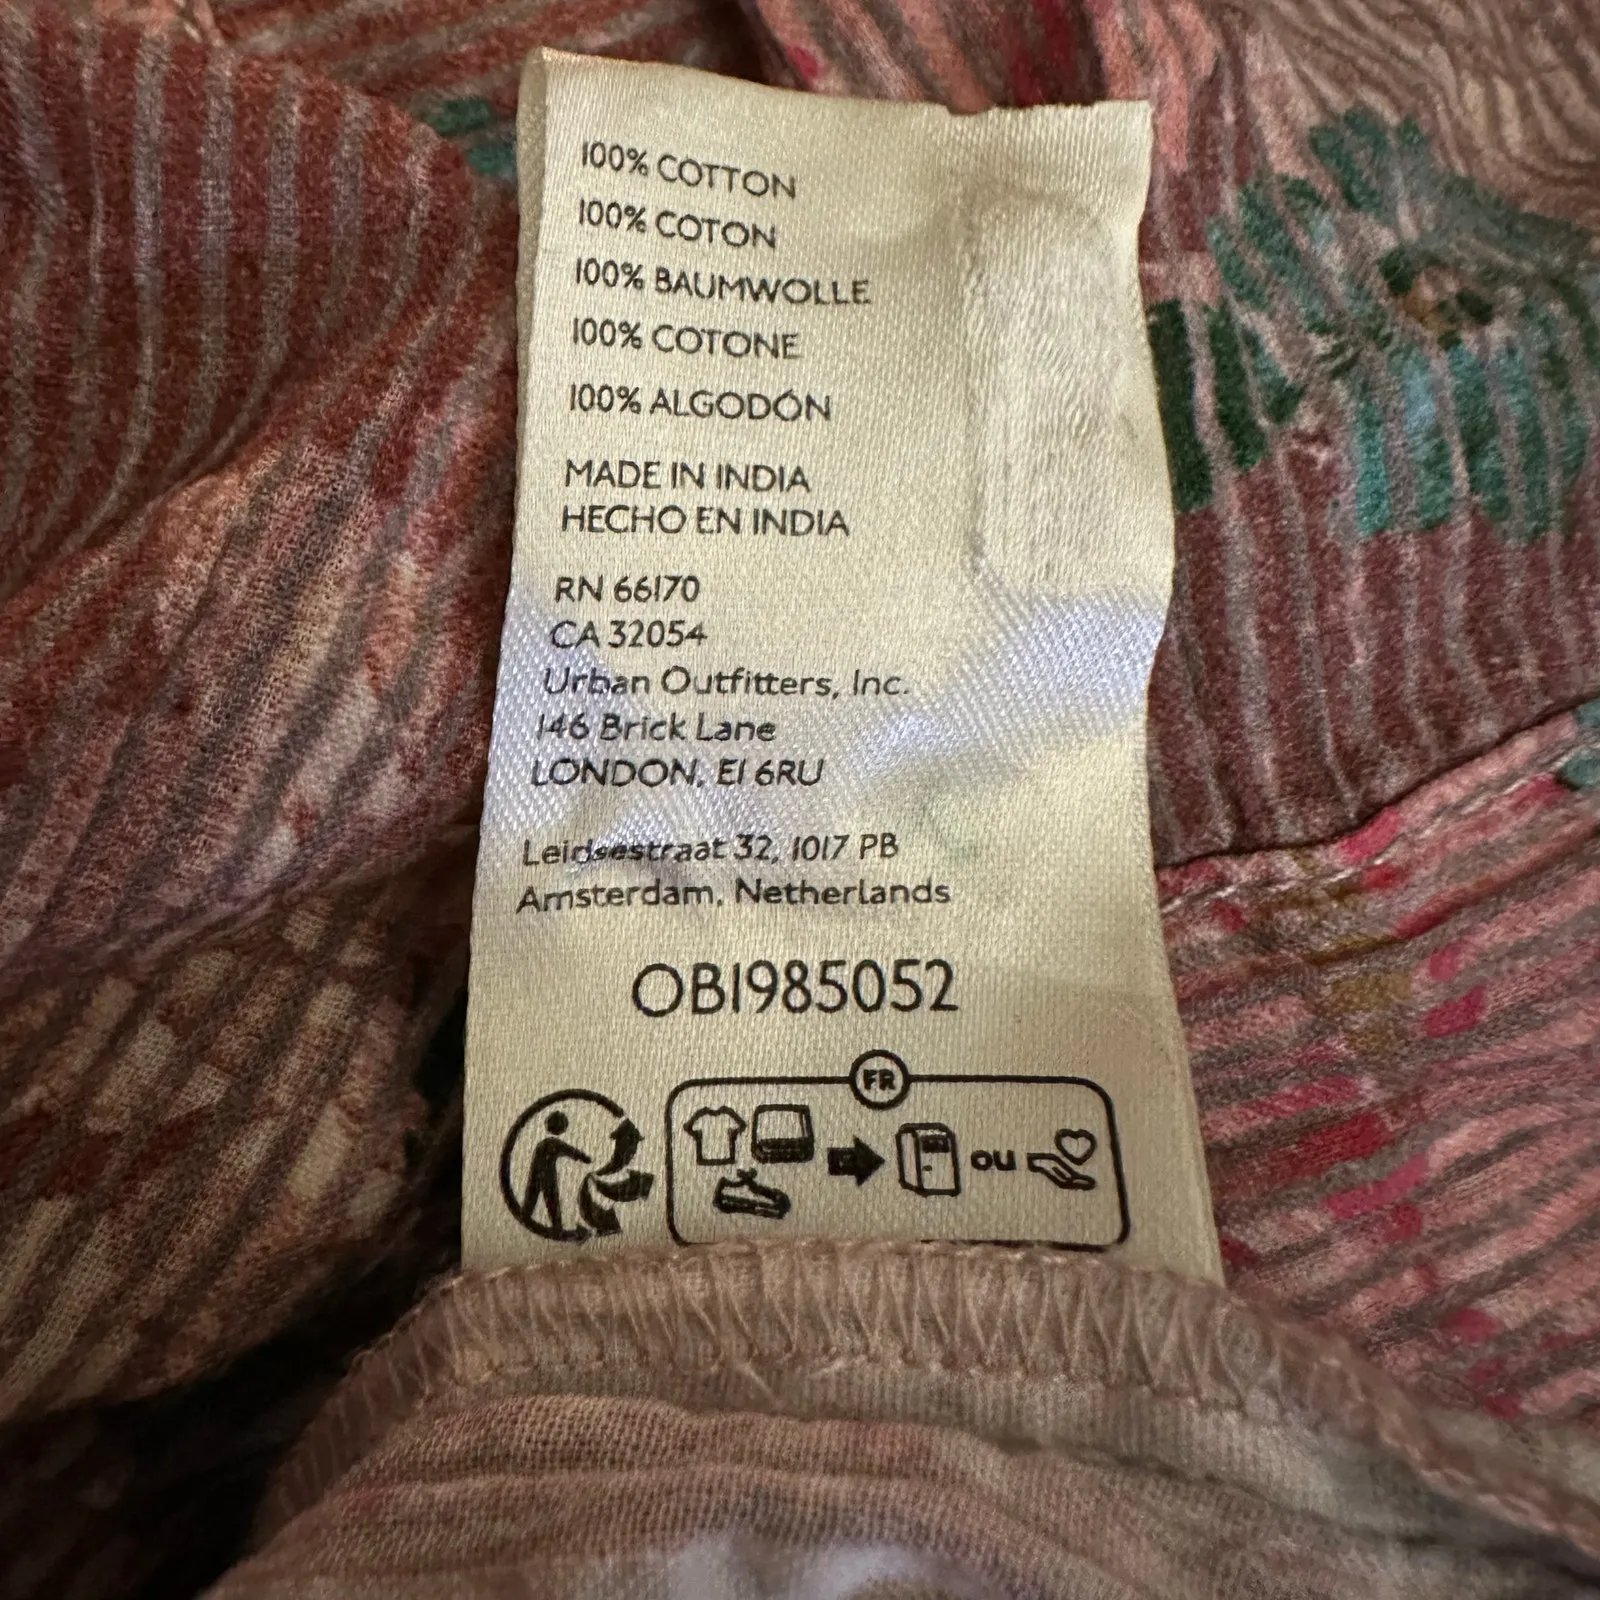 100% COTTON
100% COTON
100% BAUMWOLLE
100% COTONE
100% ALGODÓN
MADE IN INDIA
HECHO EN INDIA
RN 66170
CA 32054
Urban Outfitters, Inc.
146 Brick Lane
LONDON, E1 6RU
Leidsestraat 32, 1017 PB
Amsterdam, Netherlands
OB1985052
FR
ou